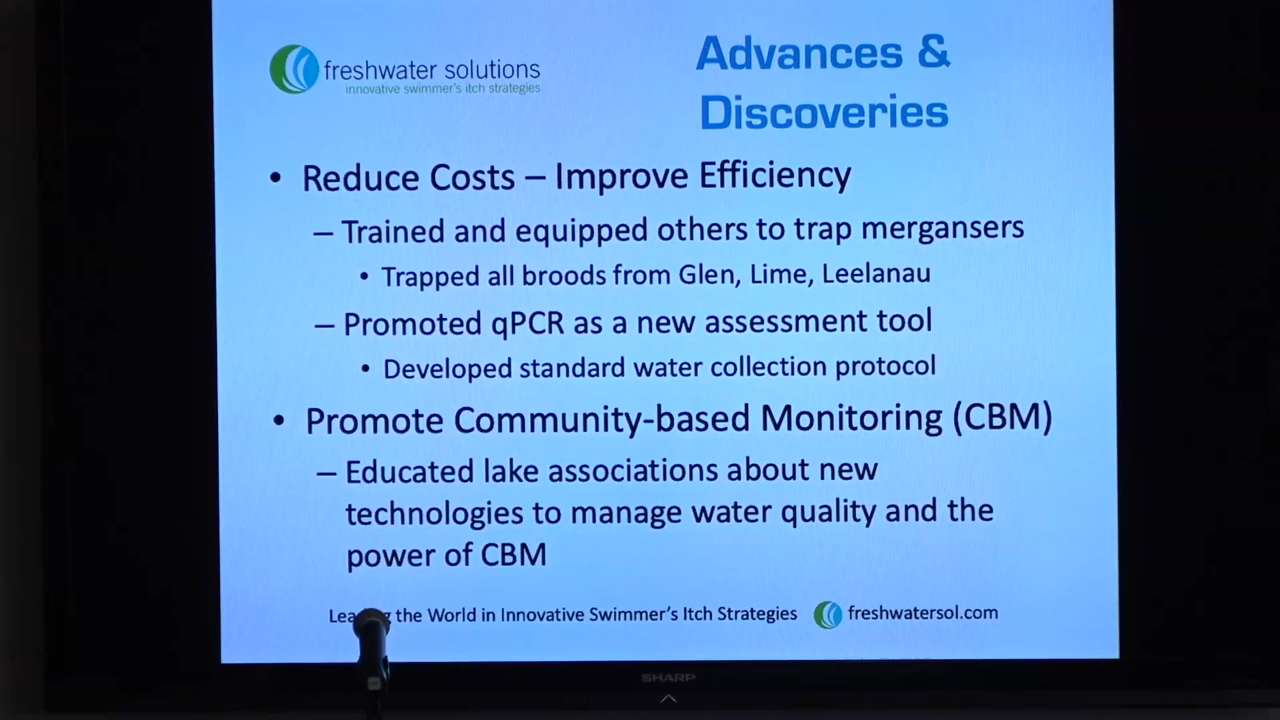 freshwater solutions
innovative swimmer's itch strategies
Advances &
Discoveries
• Reduce Costs – Improve Efficiency
– Trained and equipped others to trap mergansers
• Trapped all broods from Glen, Lime, Leelanau
– Promoted qPCR as a new assessment tool
• Developed standard water collection protocol
• Promote Community-based Monitoring (CBM)
– Educated lake associations about new
technologies to manage water quality and the
power of CBM
the World in Innovative Swimmer's Itch Strategies
freshwatersol.com
SHARP